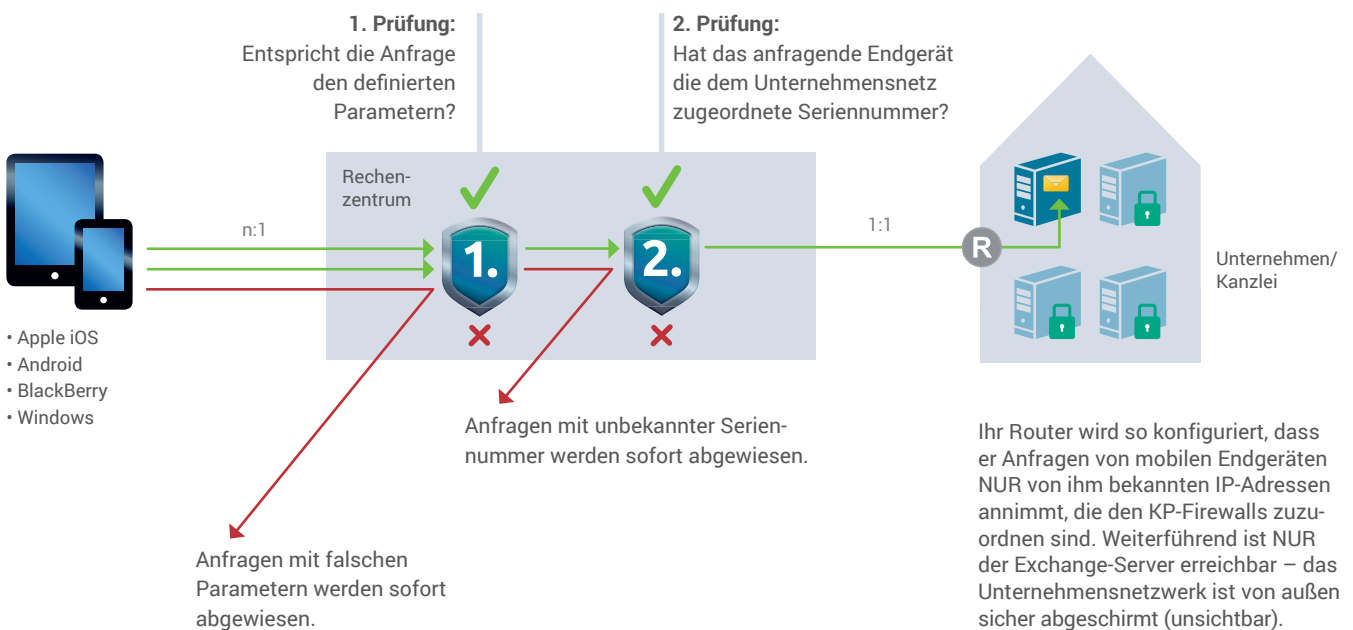 1. Prüfung:
Entspricht die Anfrage
den definierten
Parametern?
2. Prüfung:
Hat das anfragende Endgerät
die dem Unternehmensnetz
zugeordnete Seriennummer?
Rechen-
zentrum
n:1
1.
2.
1:1
R
Unternehmen/
Kanzlei
• Apple iOS
• Android
• BlackBerry
• Windows
Anfragen mit unbekannter Serien-
nummer werden sofort abgewiesen.
Anfragen mit falschen
Parametern werden sofort
abgewiesen.
Ihr Router wird so konfiguriert, dass
er Anfragen von mobilen Endgeräten
NUR von ihm bekannten IP-Adressen
annimmt, die den KP-Firewalls zuzu-
ordnen sind. Weiterführend ist NUR
der Exchange-Server erreichbar – das
Unternehmensnetzwerk ist von außen
sicher abgeschirmt (unsichtbar).